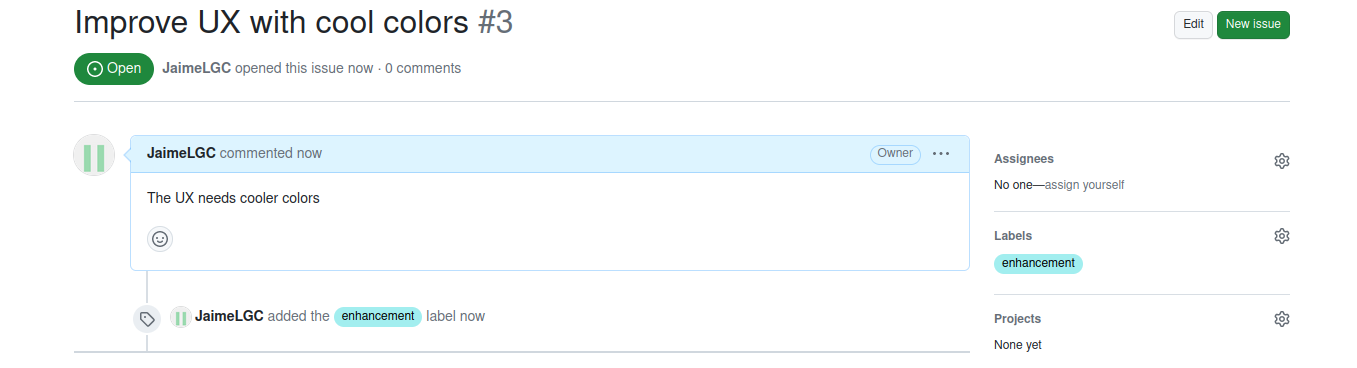 Improve UX with cool colors #3
Edit
New issue
Open
JaimeLGC opened this issue now · 0 comments
JaimeLGC commented now
Owner
The UX needs cooler colors
JaimeLGC added the enhancement label now
Assignees
No one—assign yourself
Labels
enhancement
Projects
None yet